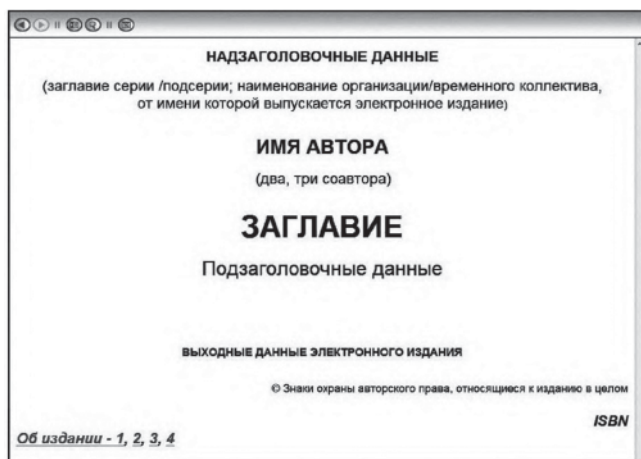 НАДЗАГОЛОВОЧНЫЕ ДАННЫЕ
(заглавие серии /подсерии; наименование организации/временного коллектива,
от имени которой выпускается электронное издание)
ИМЯ АВТОРА
(два, три соавтора)
ЗАГЛАВИЕ
Подзаголовочные данные
ВЫХОДНЫЕ ДАННЫЕ ЭЛЕКТРОННОГО ИЗДАНИЯ
© Знаки охраны авторского права, относящиеся к изданию в целом
ISBN
Об издании - 1, 2, 3, 4